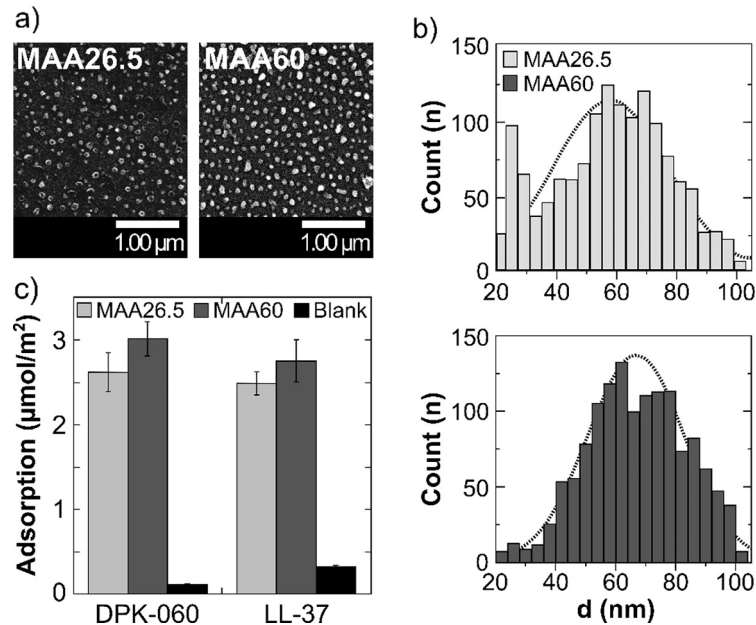 a)
MAA26.5
MAA60
1.00 µm
1.00 µm
b)
150
100
50
0
Count (n)
MAA26.5
MAA60
20 40 60 80 100
150
100
50
0
Count (n)
20 40 60 80 100
d (nm)
c)
MAA26.5 MAA60 Blank
3
2
1
0
Adsorption (µmol/m²)
DPK-060 LL-37